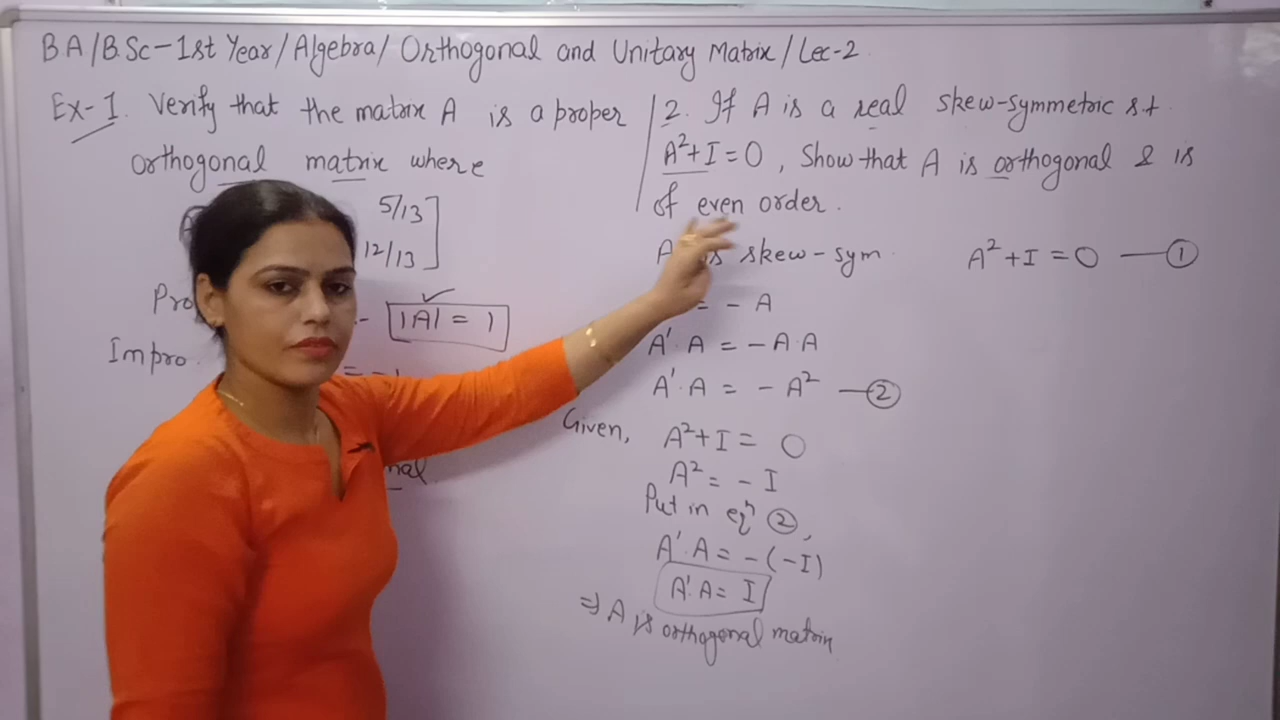 BA/B.Sc-1st Year/Algebra/ Orthogonal and Unitary Matrix/Lec-2
Ex-1. Verify that the matrix A is a proper
orthogonal matrix where
5/13
12/13
Pro
|A| = 1
Impro.
= -1
nal.
2. If A is a real skew-symmetric s.t
A²+I=0, Show that A is orthogonal & is
of even order.
A is skew-sym
A²+I=0 — ①
= - A
A'·A = -A·A
A'·A = -A² — ②
Given, A²+I = 0
A² = - I
Put in eqⁿ ②,
A'·A = -(-I)
A'·A = I
⇒ A is orthogonal matrix